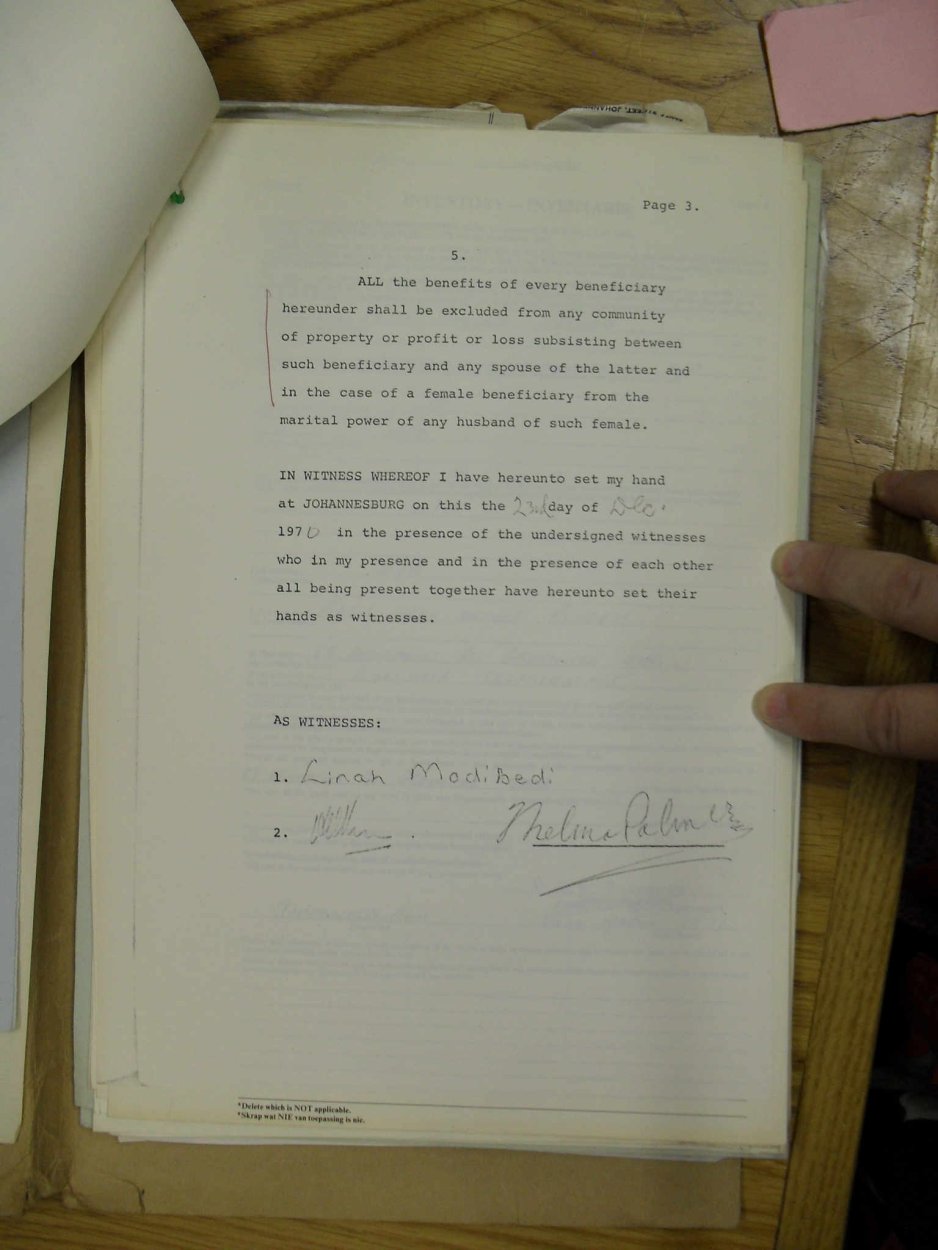 Page 3.
5.
ALL the benefits of every beneficiary
hereunder shall be excluded from any community
of property or profit or loss subsisting between
such beneficiary and any spouse of the latter and
in the case of a female beneficiary from the
marital power of any husband of such female.
IN WITNESS WHEREOF I have hereunto set my hand
at JOHANNESBURG on this the 23rd day of Dec.
1970 in the presence of the undersigned witnesses
who in my presence and in the presence of each other
all being present together have hereunto set their
hands as witnesses.
AS WITNESSES:
1. Linah Modibedi
2.
Thelma
*Delete which is NOT applicable.
*Skrap wat NIE van toepassing is nie.